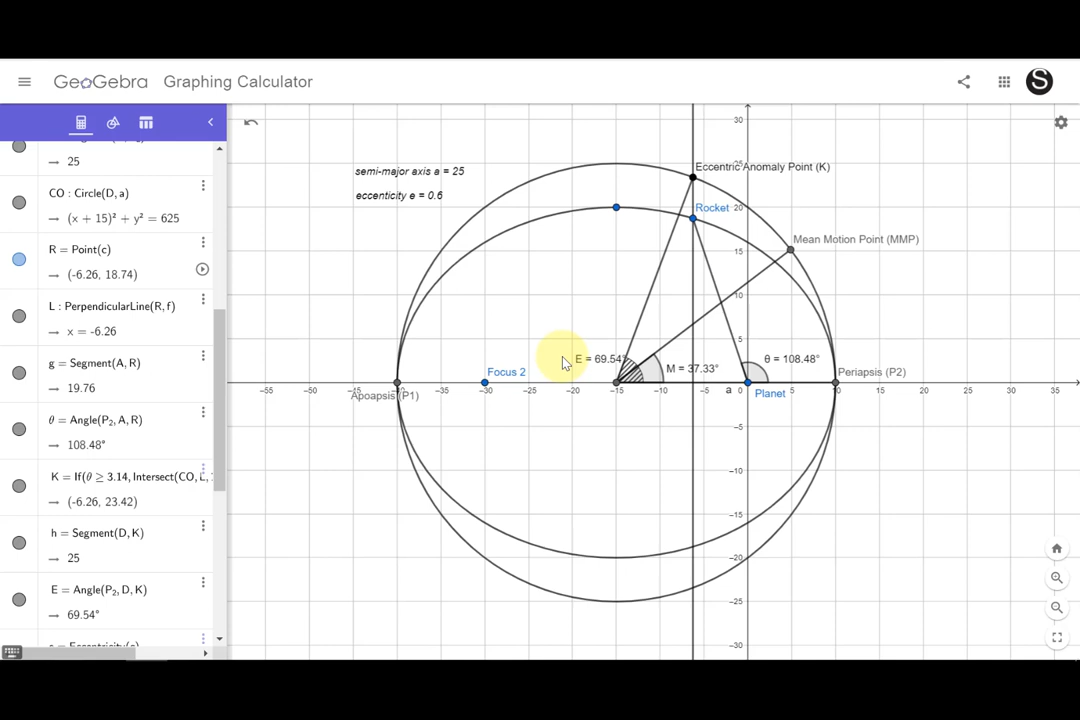 GeoGebra Graphing Calculator
S
→ 25
CO : Circle(D, a)
→ (x + 15)² + y² = 625
R = Point(c)
→ (-6.26, 18.74)
L : PerpendicularLine(R, f)
→ x = -6.26
g = Segment(A, R)
→ 19.76
θ = Angle(P₂, A, R)
→ 108.48°
K = If(θ ≥ 3.14, Intersect(CO, L,
→ (-6.26, 23.42)
h = Segment(D, K)
→ 25
E = Angle(P₂, D, K)
→ 69.54°
semi-major axis a = 25
eccenticity e = 0.6
Eccentric Anomaly Point (K)
Rocket
Mean Motion Point (MMP)
E = 69.54°
M = 37.33°
θ = 108.48°
Focus 2
Periapsis (P2)
Apoapsis (P1)
a
Planet
30
25
20
15
10
5
0
-5
-10
-15
-20
-25
-30
-55 -50 -45 -40 -35 -30 -25 -20 -15 -10 -5 5 10 15 20 25 30 35